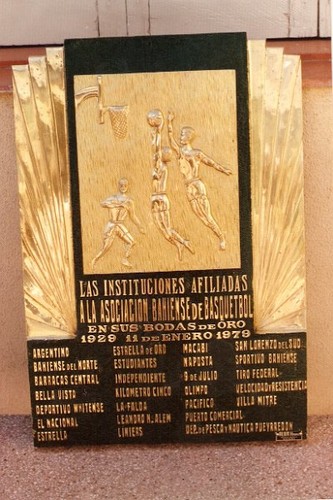 LAS INSTITUCIONES AFILIADAS
A LA ASOCIACION BAHIENSE DE BASQUETBOL
EN SUS BODAS DE ORO
1929 11 DE ENERO 1979
ARGENTINO
BAHIENSE DEL NORTE
BARRACAS CENTRAL
BELLA VISTA
DEPORTIVO WHITENSE
EL NACIONAL
ESTRELLA
ESTRELLA DE ORO
ESTUDIANTES
INDEPENDIENTE
KILOMETRO CINCO
LA FALDA
LEANDRO N. ALEM
LINIERS
MACABI
NAPOSTA
9 DE JULIO
OLIMPO
PACIFICO
PUERTO COMERCIAL
DEP. DE PESCA Y NAUTICA PUEYRREDON
SAN LORENZO DEL SUD
SPORTIVO BAHIENSE
TIRO FEDERAL
VELOCIDAD Y RESISTENCIA
VILLA MITRE